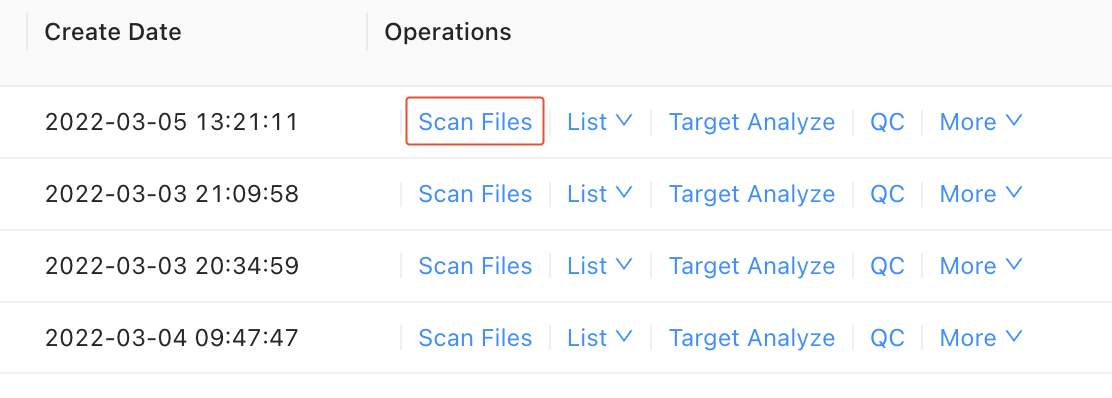 Create Date Operations
2022-03-05 13:21:11 Scan Files List Target Analyze QC More
2022-03-03 21:09:58 Scan Files List Target Analyze QC More
2022-03-03 20:34:59 Scan Files List Target Analyze QC More
2022-03-04 09:47:47 Scan Files List Target Analyze QC More